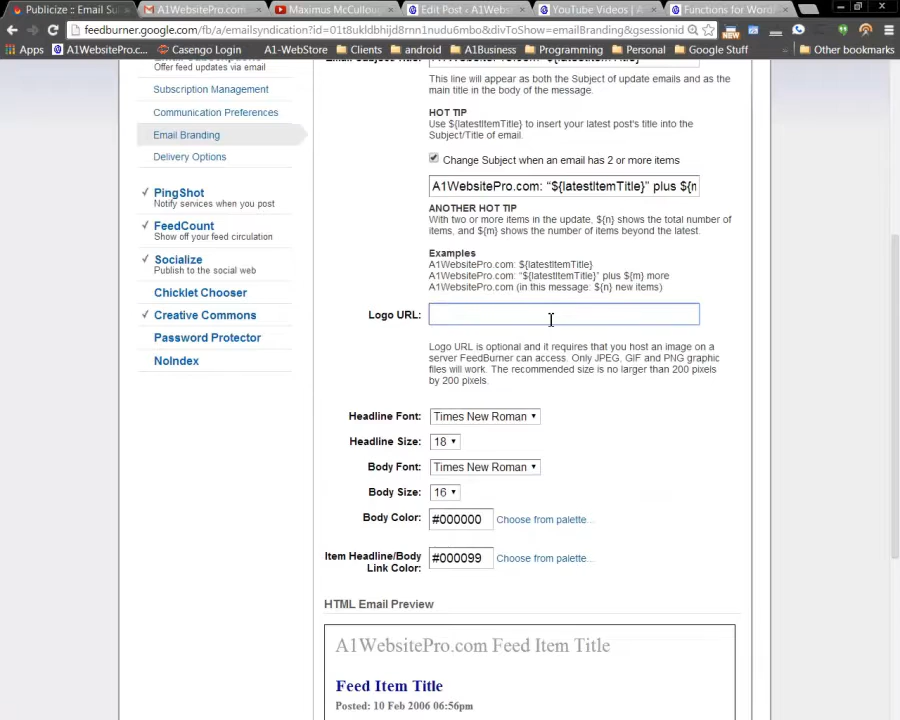 Publicize :: Email Su
A1WebsitePro.com
Maximus McCullou
Edit Post ‹ A1Websit
YouTube Videos | A
Functions for WordP
feedburner.google.com/fb/a/emailsyndication?id=01t8ukldbhijd8rnn1nudu6mbo&divToShow=emailBranding&gsessionid
Apps
A1WebsitePro.c...
Casengo Login
A1-WebStore
Clients
android
A1Business
Programming
Personal
Google Stuff
Other bookmarks
Offer feed updates via email
Subscription Management
Communication Preferences
Email Branding
Delivery Options
PingShot
Notify services when you post
FeedCount
Show off your feed circulation
Socialize
Publish to the social web
Chicklet Chooser
Creative Commons
Password Protector
NoIndex
This line will appear as both the Subject of update emails and as the
main title in the body of the message.
HOT TIP
Use ${latestItemTitle} to insert your latest post's title into the
Subject/Title of email.
Change Subject when an email has 2 or more items
A1WebsitePro.com: "${latestItemTitle}" plus ${n
ANOTHER HOT TIP
With two or more items in the update, ${n} shows the total number of
items, and ${m} shows the number of items beyond the latest.
Examples
A1WebsitePro.com: ${latestItemTitle}
A1WebsitePro.com: "${latestItemTitle}" plus ${m} more
A1WebsitePro.com (in this message: ${n} new items)
Logo URL:
Logo URL is optional and it requires that you host an image on a
server FeedBurner can access. Only JPEG, GIF and PNG graphic
files will work. The recommended size is no larger than 200 pixels
by 200 pixels.
Headline Font: Times New Roman
Headline Size: 18
Body Font: Times New Roman
Body Size: 16
Body Color: #000000 Choose from palette...
Item Headline/Body
Link Color: #000099 Choose from palette...
HTML Email Preview
A1WebsitePro.com Feed Item Title
Feed Item Title
Posted: 10 Feb 2006 06:56pm